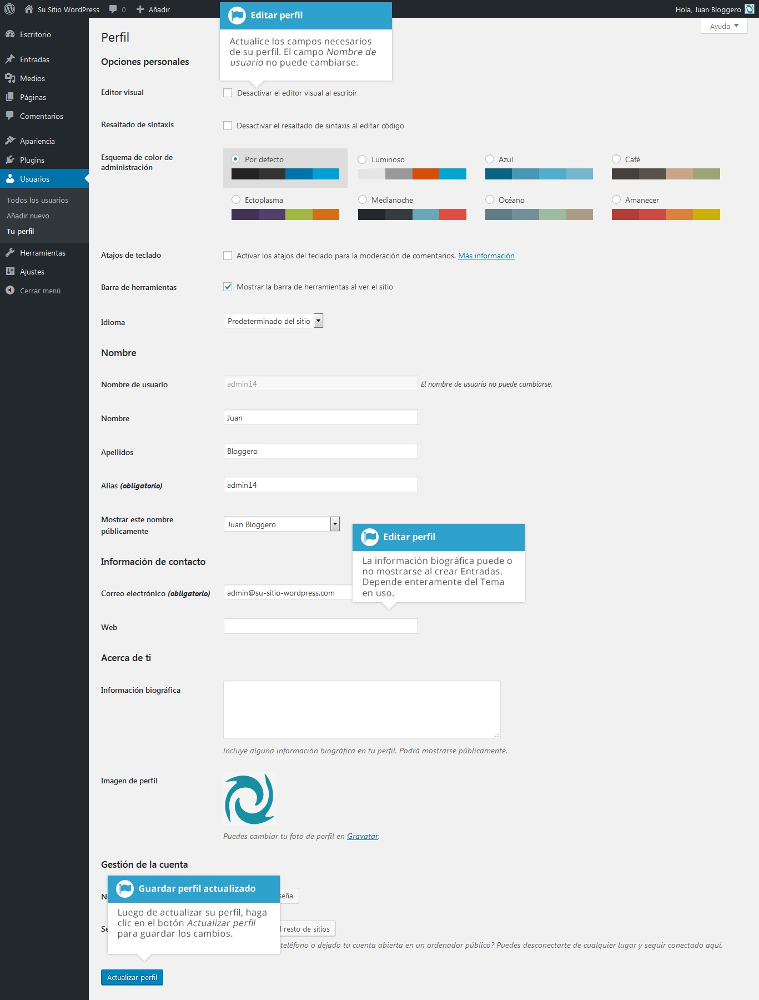 Su Sitio WordPress
0
Añadir
Hola, Juan Bloggero
Ayuda
Escritorio
Entradas
Medios
Páginas
Comentarios
Apariencia
Plugins
Usuarios
Todos los usuarios
Añadir nuevo
Tu perfil
Herramientas
Ajustes
Cerrar menú
Perfil
Editar perfil
Actualice los campos necesarios
de su perfil. El campo Nombre de
usuario no puede cambiarse.
Opciones personales
Editor visual
Desactivar el editor visual al escribir
Resaltado de sintaxis
Desactivar el resaltado de sintaxis al editar código
Esquema de color de
administración
Por defecto
Luminoso
Azul
Café
Ectoplasma
Medianoche
Océano
Amanecer
Atajos de teclado
Activar los atajos del teclado para la moderación de comentarios. Más información
Barra de herramientas
Mostrar la barra de herramientas al ver el sitio
Idioma
Predeterminado del sitio
Nombre
Nombre de usuario
admin14
El nombre de usuario no puede cambiarse.
Nombre
Juan
Apellidos
Bloggero
Alias (obligatorio)
admin14
Mostrar este nombre
públicamente
Juan Bloggero
Editar perfil
La información biográfica puede o
no mostrarse al crear Entradas.
Depende enteramente del Tema
en uso.
Información de contacto
Correo electrónico (obligatorio)
admin@su-sitio-wordpress.com
Web
Acerca de ti
Información biográfica
Incluye alguna información biográfica en tu perfil. Podrá mostrarse públicamente.
Imagen de perfil
Puedes cambiar tu foto de perfil en Gravatar.
Gestión de la cuenta
Guardar perfil actualizado
Luego de actualizar su perfil, haga
clic en el botón Actualizar perfil
para guardar los cambios.
resto de sitios
teléfono o dejado tu cuenta abierta en un ordenador público? Puedes desconectarte de cualquier lugar y seguir conectado aquí.
Actualizar perfil